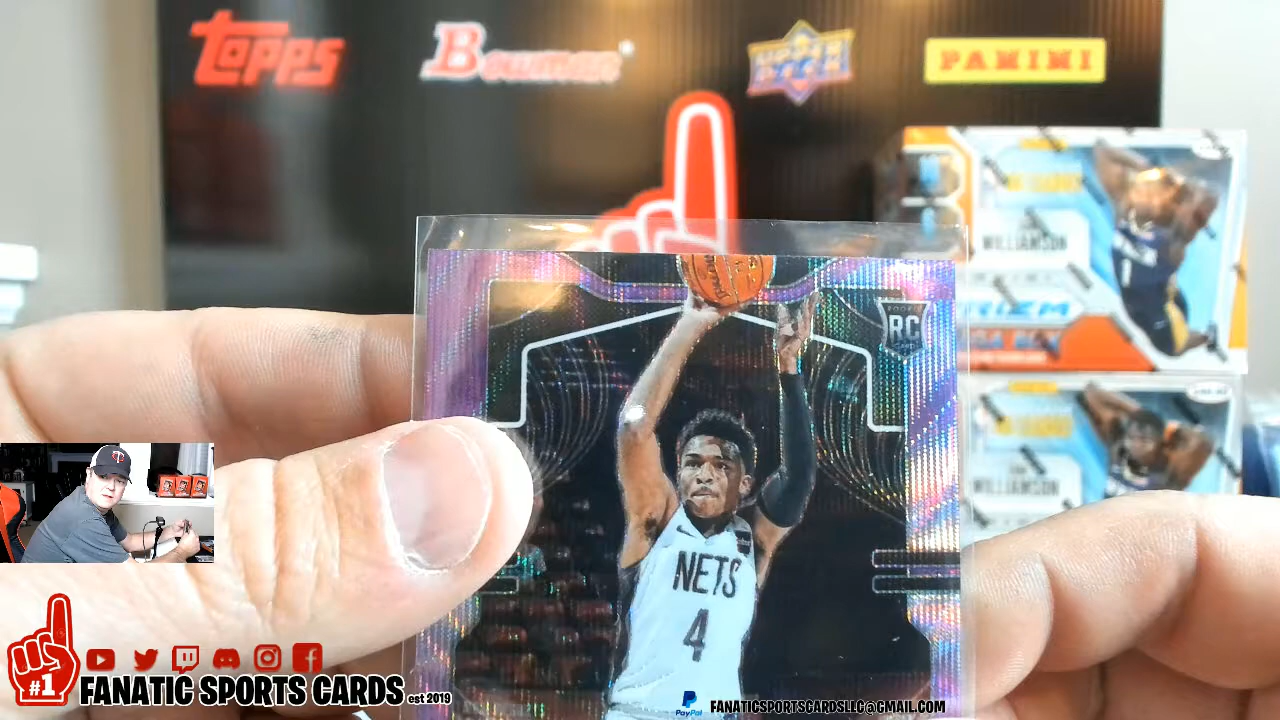 Topps
Bowman
UPPER DECK
PANINI
WILLIAMSON
PRIZM
WILLIAMSON
RC
NETS
4
#1
FANATIC SPORTS CARDS est 2019
PayPal
FANATICSPORTSCARDSLLC@GMAIL.COM